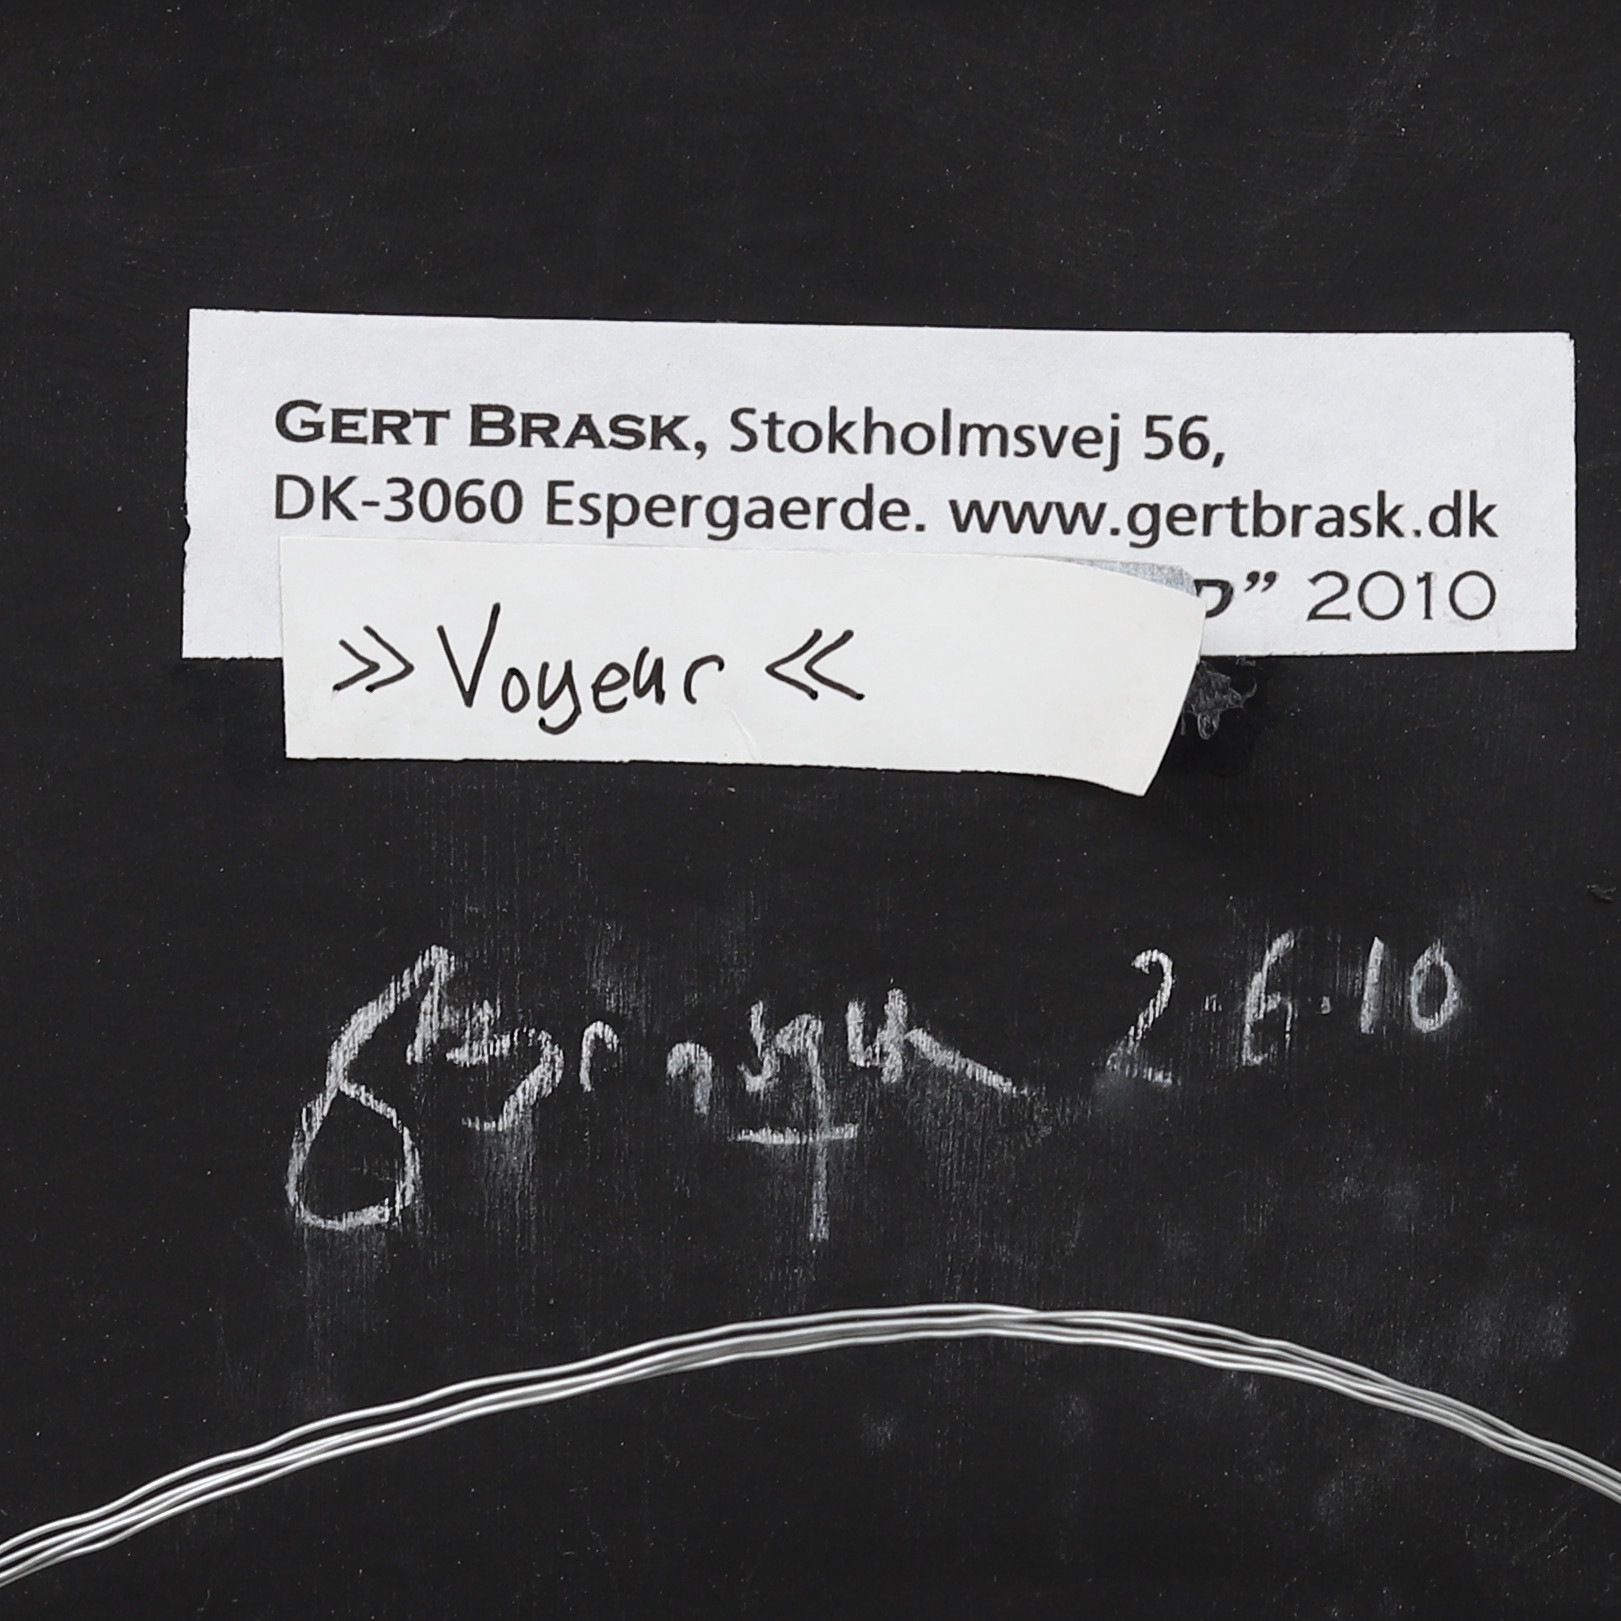 GERT BRASK, Stokholmsvej 56,
DK-3060 Espergaerde. www.gertbrask.dk
D” 2010
>> Voyeur <<
2.6.10